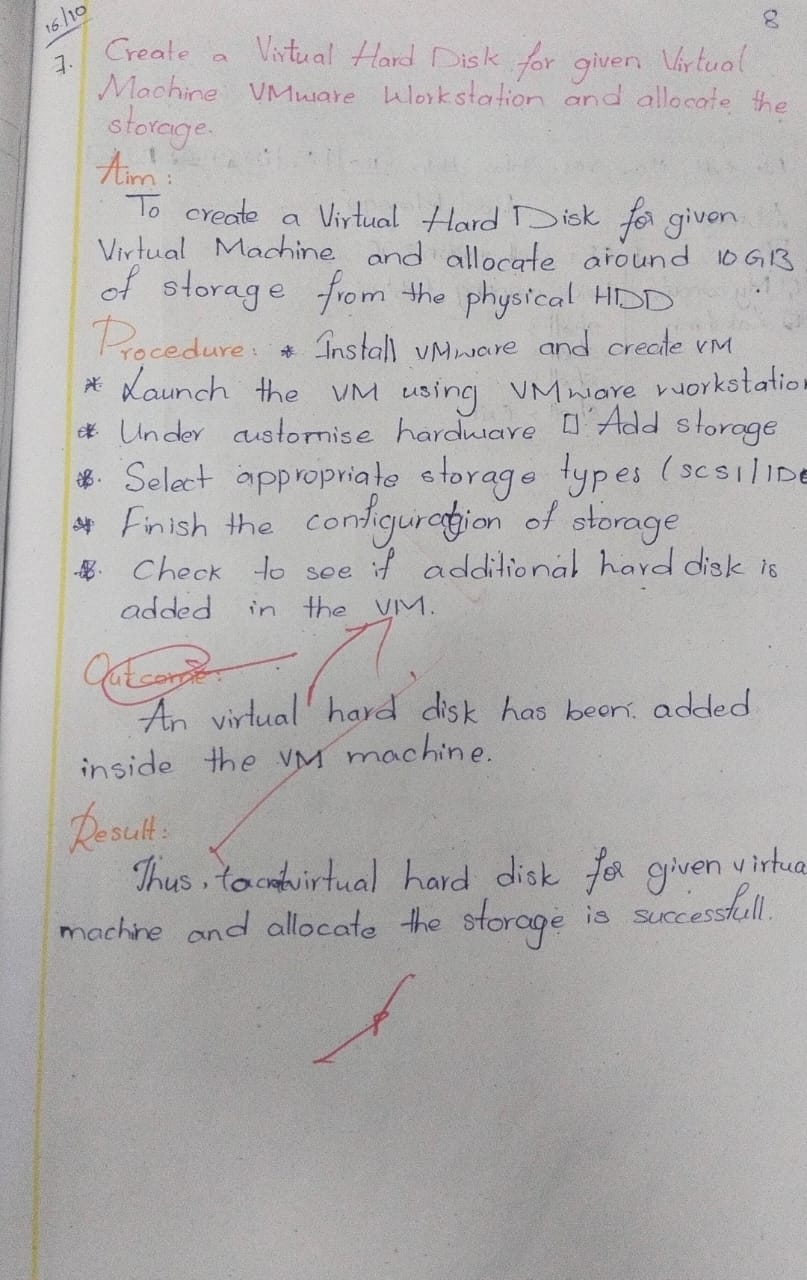 16/10
8
7. Create a Virtual Hard Disk for given Virtual
Machine VMware Workstation and allocate the
storage.
Aim:
To create a Virtual Hard Disk for given
Virtual Machine and allocate around 10 GB
of storage from the physical HDD
Procedure: * Install VMware and create VM
* Launch the VM using VMware workstation
* Under customise hardware Add storage
* Select appropriate storage types (SCSI/IDE
* Finish the configuration of storage
* Check to see if additional hard disk is
added in the VM.
Outcome:
An virtual hard disk has been added
inside the VM machine.
Result:
Thus, virtual hard disk for given virtua
machine and allocate the storage is successfull.